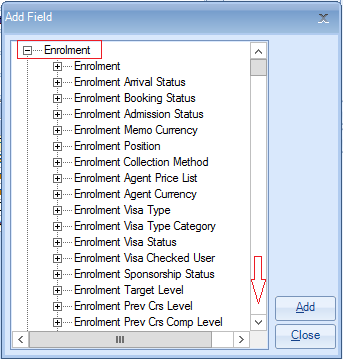 Add Field
Enrolment
Enrolment
Enrolment Arrival Status
Enrolment Booking Status
Enrolment Admission Status
Enrolment Memo Currency
Enrolment Position
Enrolment Collection Method
Enrolment Agent Price List
Enrolment Agent Currency
Enrolment Visa Type
Enrolment Visa Type Category
Enrolment Visa Status
Enrolment Visa Checked User
Enrolment Sponsorship Status
Enrolment Target Level
Enrolment Prev Crs Level
Enrolment Prev Crs Comp Level
Add
Close